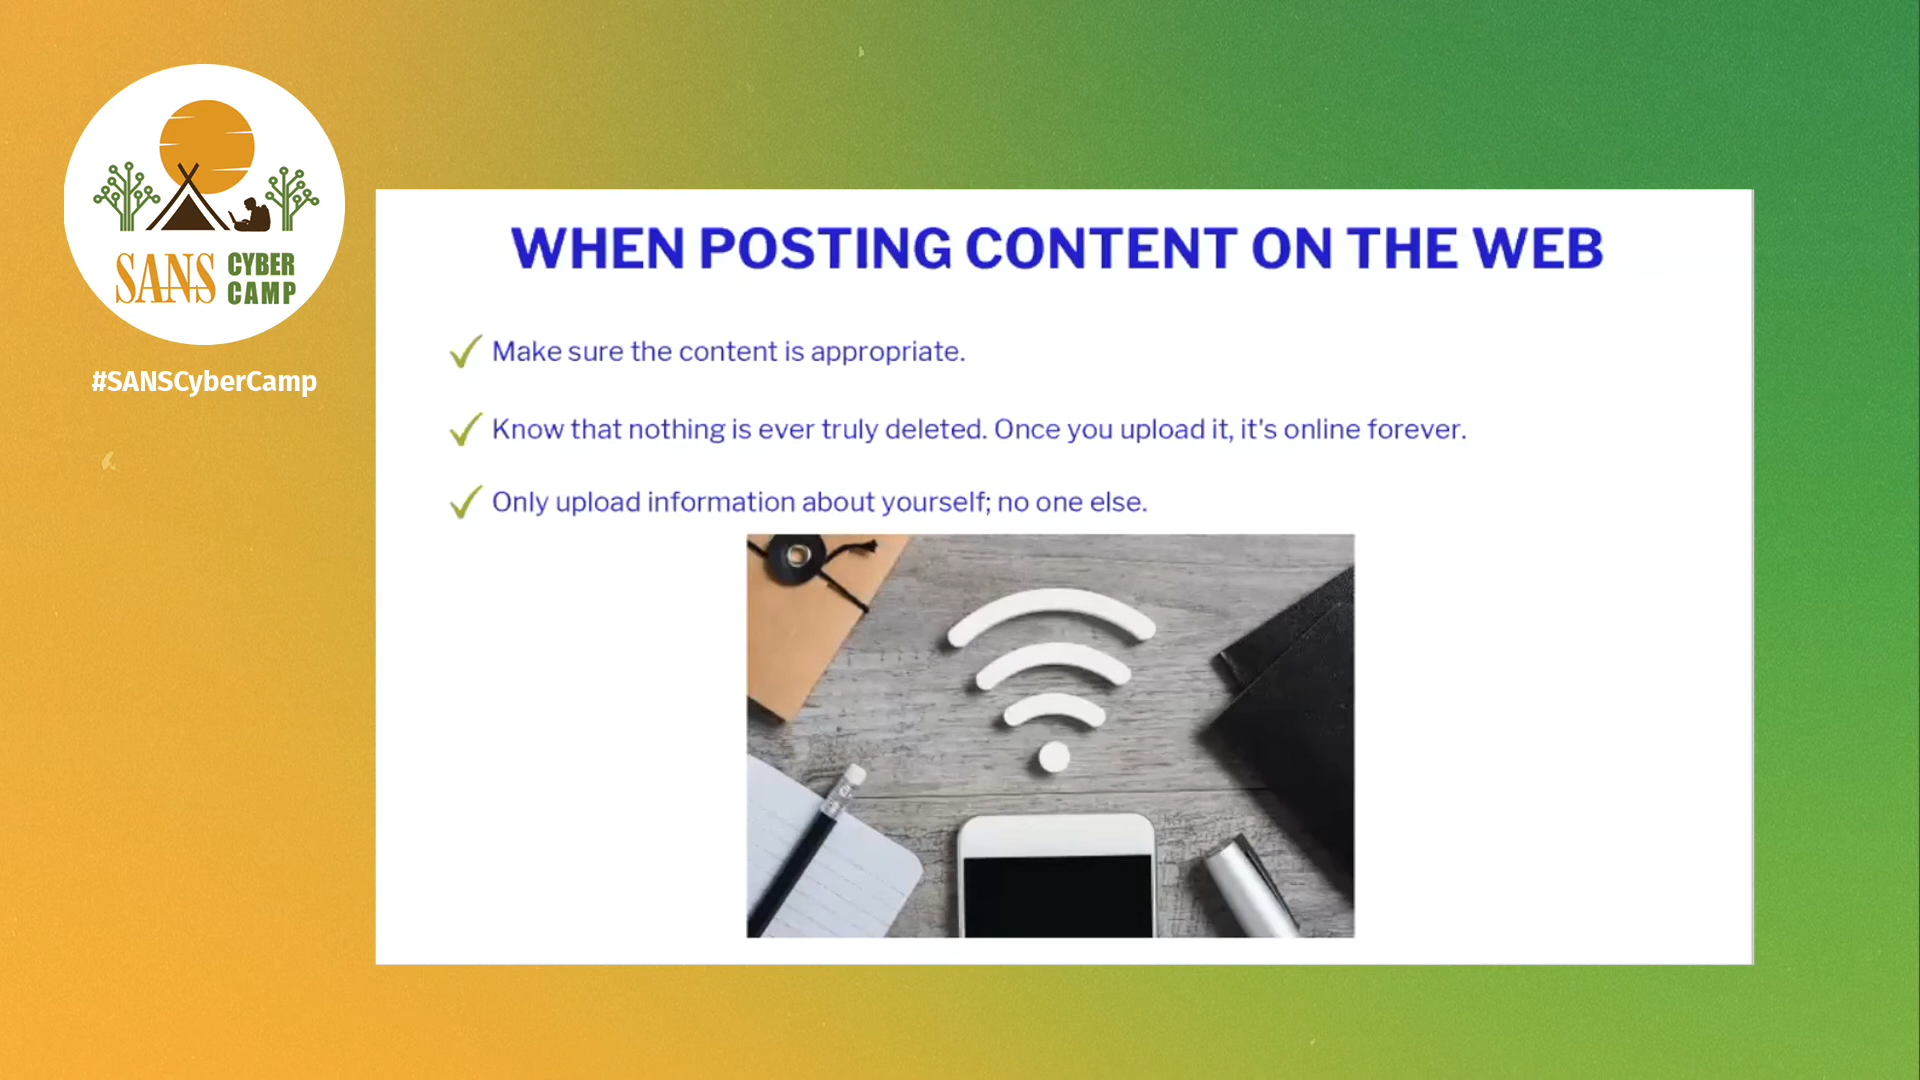 SANS
CYBER
CAMP
#SANSCyberCamp
WHEN POSTING CONTENT ON THE WEB
Make sure the content is appropriate.
Know that nothing is ever truly deleted. Once you upload it, it's online forever.
Only upload information about yourself; no one else.